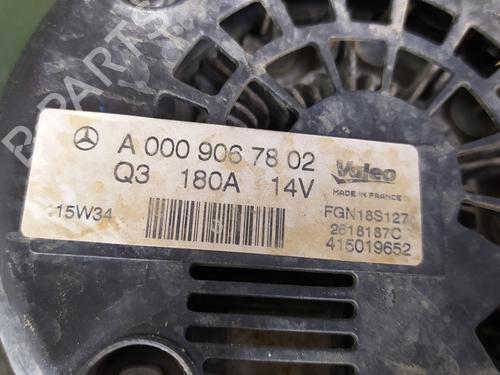 A 000 906 78 02
Q3 180A 14V
Valeo
MADE IN FRANCE
15W34
FGN18S127
2618187C
415019652
B-PARTS